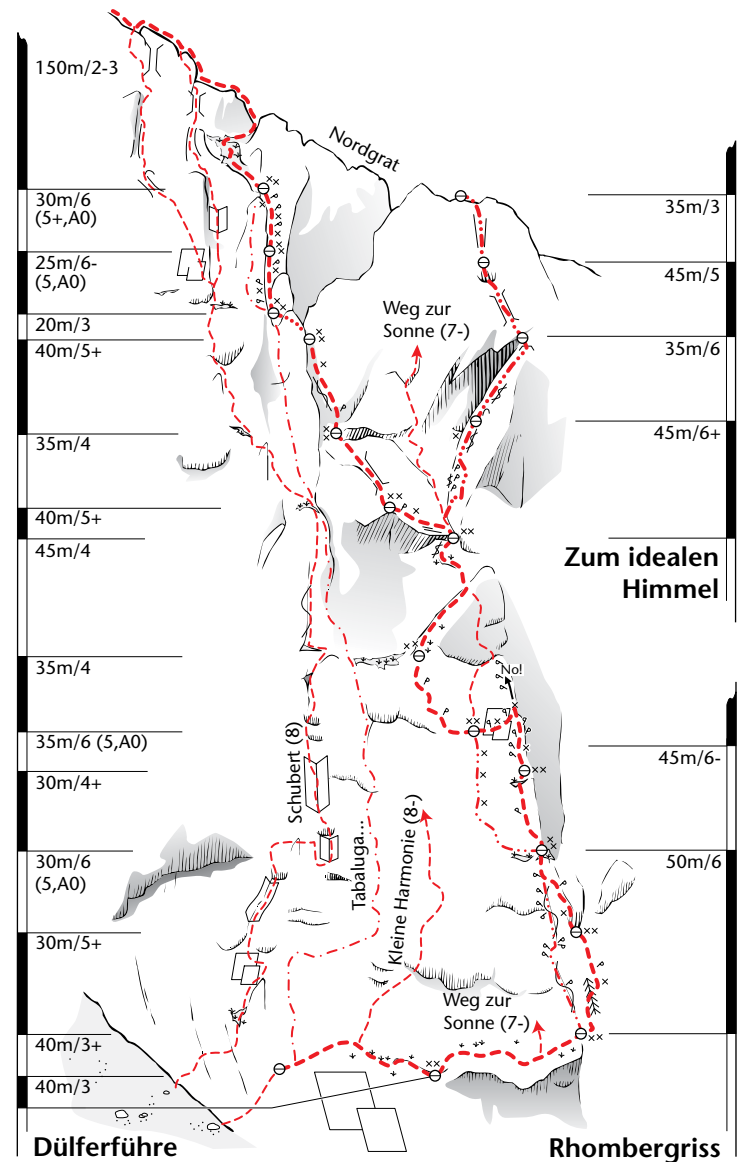 150m/2-3
30m/6
(5+,A0)
25m/6-
(5,A0)
20m/3
40m/5+
35m/4
40m/5+
45m/4
35m/4
35m/6 (5,A0)
30m/4+
30m/6
(5,A0)
30m/5+
40m/3+
40m/3
Dülferführe
Nordgrat
Weg zur
Sonne (7-)
No!
Schubert (8)
Tabaluga...
Kleine Harmonie (8-)
Weg zur
Sonne (7-)
35m/3
45m/5
35m/6
45m/6+
Zum idealen
Himmel
45m/6-
50m/6
Rhombergriss